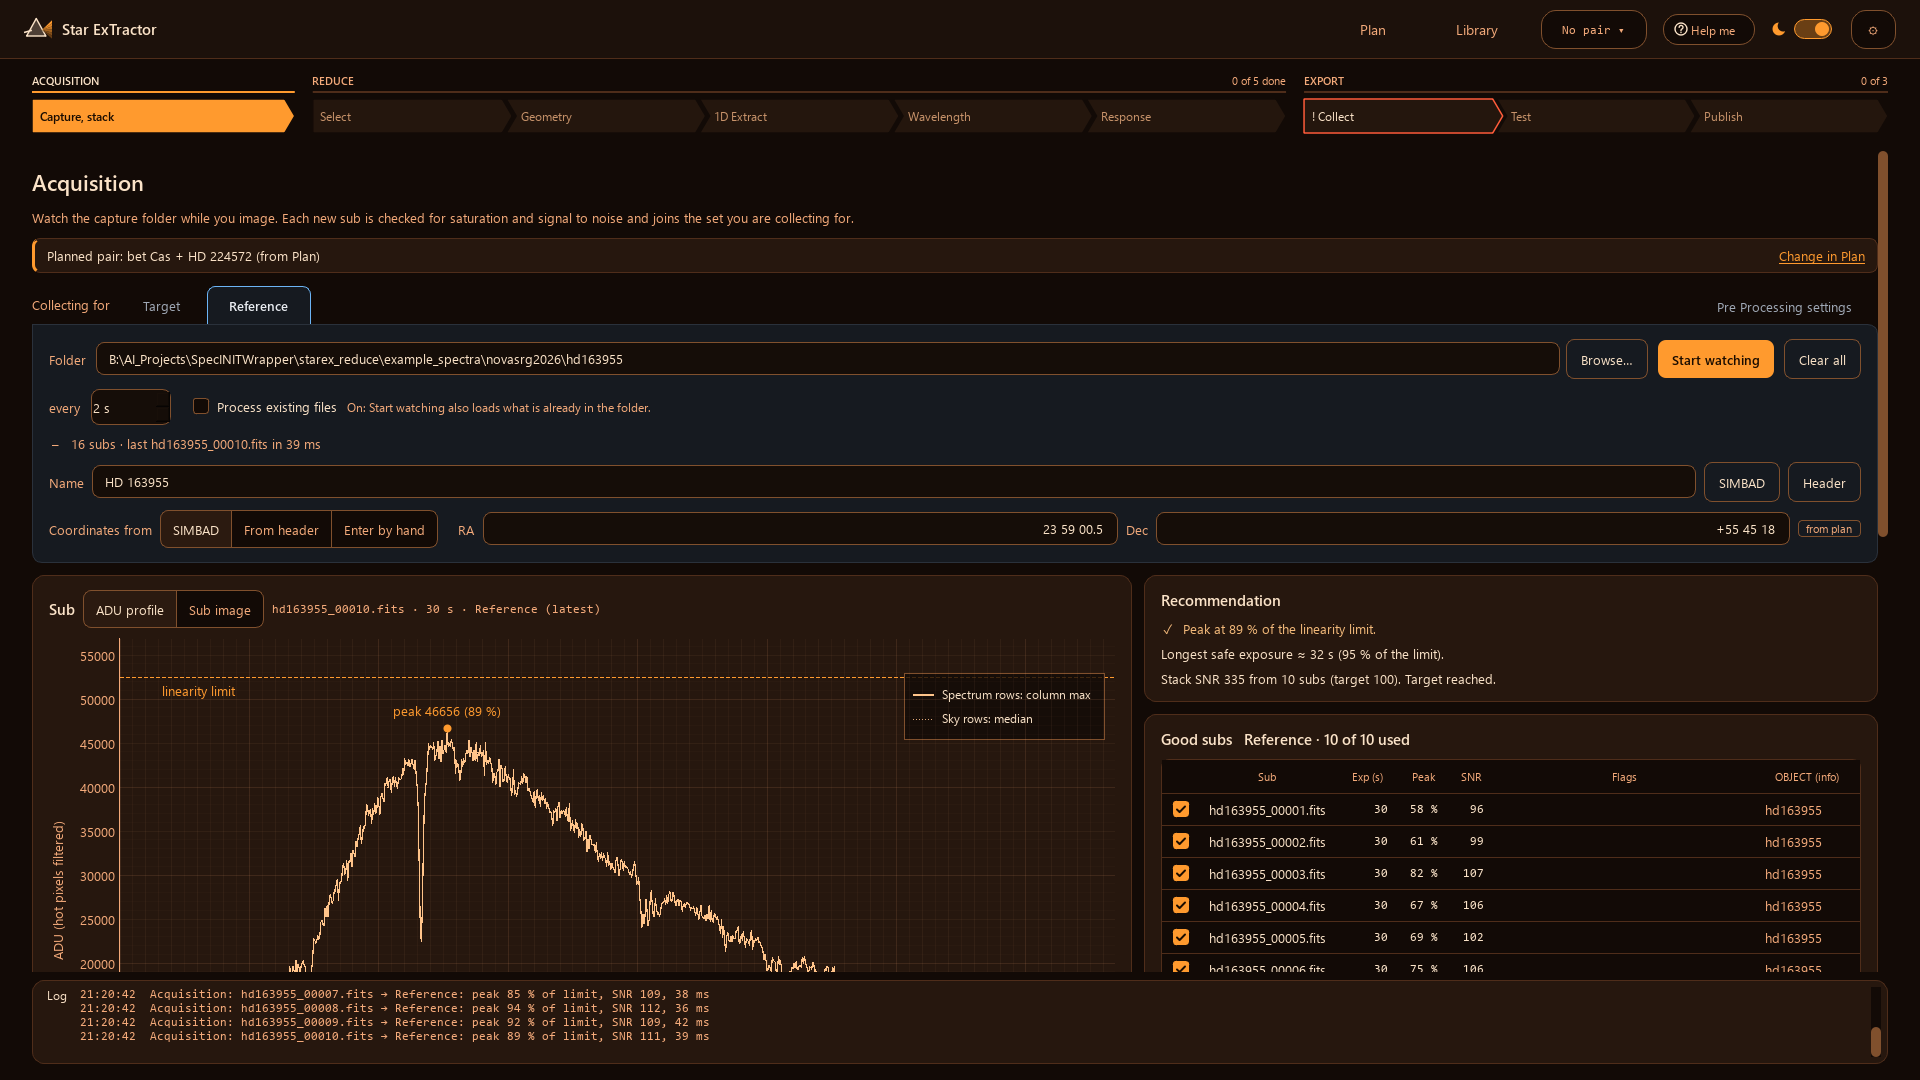 Star ExTractor
Plan
Library
No pair ▾
Help me
ACQUISITION
REDUCE
0 of 5 done
EXPORT
0 of 3
Capture, stack
Select
Geometry
1D Extract
Wavelength
Response
! Collect
Test
Publish
Acquisition
Watch the capture folder while you image. Each new sub is checked for saturation and signal to noise and joins the set you are collecting for.
Planned pair: bet Cas + HD 224572 (from Plan)
Change in Plan
Collecting for
Target
Reference
Pre Processing settings
Folder
B:\AI_Projects\SpecINITWrapper\starex_reduce\example_spectra\novasrg2026\hd163955
Browse...
Start watching
Clear all
every
2 s
Process existing files
On: Start watching also loads what is already in the folder.
– 16 subs · last hd163955_00010.fits in 39 ms
Name
HD 163955
SIMBAD
Header
Coordinates from
SIMBAD
From header
Enter by hand
RA
23 59 00.5
Dec
+55 45 18
from plan
Sub
ADU profile
Sub image
hd163955_00010.fits · 30 s · Reference (latest)
55000
50000
45000
40000
35000
30000
25000
20000
ADU (hot pixels filtered)
linearity limit
peak 46656 (89 %)
Spectrum rows: column max
Sky rows: median
Recommendation
✓ Peak at 89 % of the linearity limit.
Longest safe exposure ≈ 32 s (95 % of the limit).
Stack SNR 335 from 10 subs (target 100). Target reached.
Good subs Reference · 10 of 10 used
Sub Exp (s) Peak SNR Flags OBJECT (info)
hd163955_00001.fits 30 58 % 96 hd163955
hd163955_00002.fits 30 61 % 99 hd163955
hd163955_00003.fits 30 82 % 107 hd163955
hd163955_00004.fits 30 67 % 106 hd163955
hd163955_00005.fits 30 69 % 102 hd163955
hd163955_00006.fits 30 75 % 106 hd163955
Log
21:20:42 Acquisition: hd163955_00007.fits → Reference: peak 85 % of limit, SNR 109, 38 ms
21:20:42 Acquisition: hd163955_00008.fits → Reference: peak 94 % of limit, SNR 112, 36 ms
21:20:42 Acquisition: hd163955_00009.fits → Reference: peak 92 % of limit, SNR 109, 42 ms
21:20:42 Acquisition: hd163955_00010.fits → Reference: peak 89 % of limit, SNR 111, 39 ms